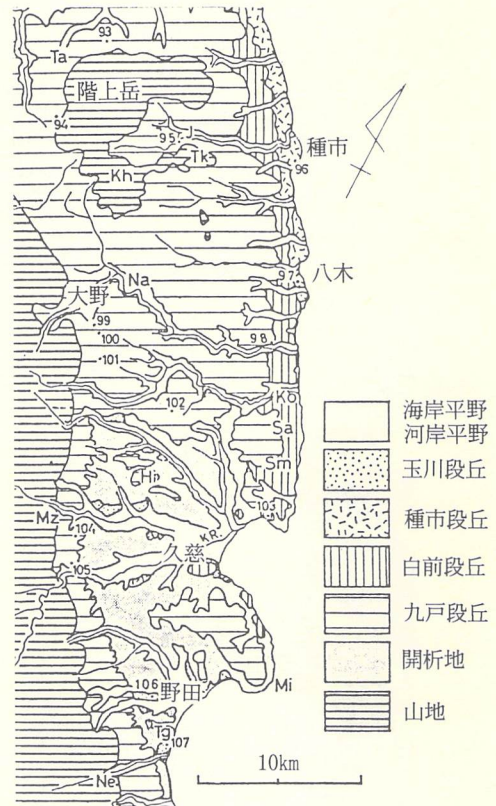 93
Ta
階上岳
94
95
J
Tk
種市
96
Kh
97
八木
Na
大野
99
98
100
101
102
Ko
Sa
Sm
T
Hi
103
Mz
104
KR.
久慈
105
106
野田
Mi
Tg
107
Ne
海岸平野
河岸平野
玉川段丘
種市段丘
白前段丘
九戸段丘
開析地
山地
10km